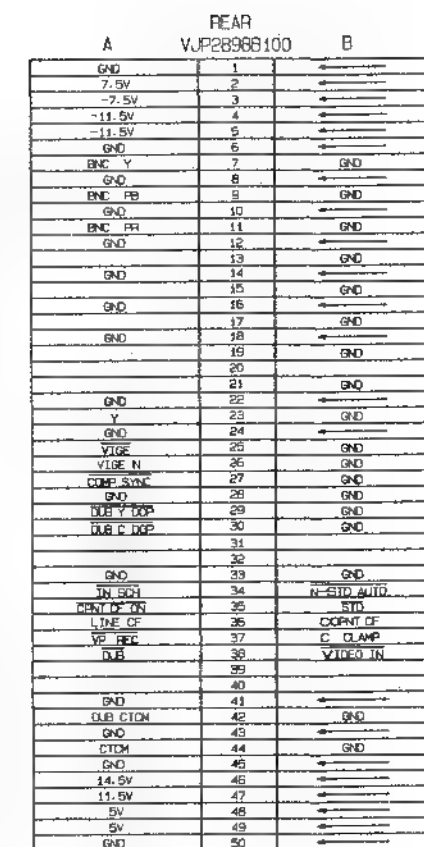 REAR
A VJP2898B100 B
GND 1 ←
7.5V 2 ←
-7.5V 3 ←
-11.5V 4 ←
-11.5V 5 ←
GND 6 ←
BNC Y 7 GND
GND 8 ←
BNC PB 9 GND
GND 10 ←
BNC PR 11 GND
GND 12 ←
13 GND
GND 14 ←
15 GND
GND 16 ←
17 GND
GND 18 ←
19 GND
20
21 GND
GND 22 ←
Y 23 GND
GND 24 ←
VIGE 25 GND
VIGE N 26 GND
COMP SYNC 27 GND
GND 28 GND
DUB Y DOP 29 GND
DUB C DOP 30 GND
31
32
GND 33 GND
IN SCH 34 N-STD AUTO
CPNT CF ON 35 STD
LINE CF 36 COPNT CF
VP REC 37 C CLAMP
DUB 38 VIDEO IN
39
40
GND 41 ←
DUB CTCM 42 GND
GND 43 ←
CTCM 44 GND
GND 45 ←
14.5V 46 ←
11.5V 47 ←
5V 48 ←
5V 49 ←
GND 50 ←